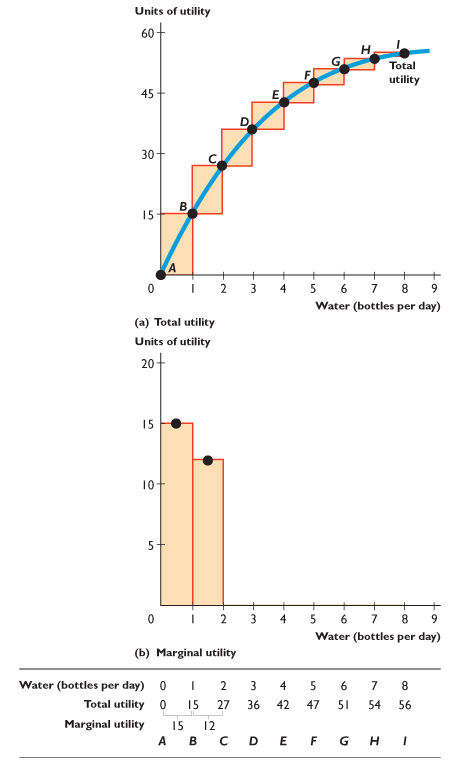 Units of utility
60
45
30
15
0
A
B
C
D
E
F
G
H
I
Total
utility
1 2 3 4 5 6 7 8 9
Water (bottles per day)
(a) Total utility
Units of utility
20
15
10
5
0 1 2 3 4 5 6 7 8 9
Water (bottles per day)
(b) Marginal utility
Water (bottles per day) 0 1 2 3 4 5 6 7 8
Total utility 0 15 27 36 42 47 51 54 56
Marginal utility 15 12
A B C D E F G H I